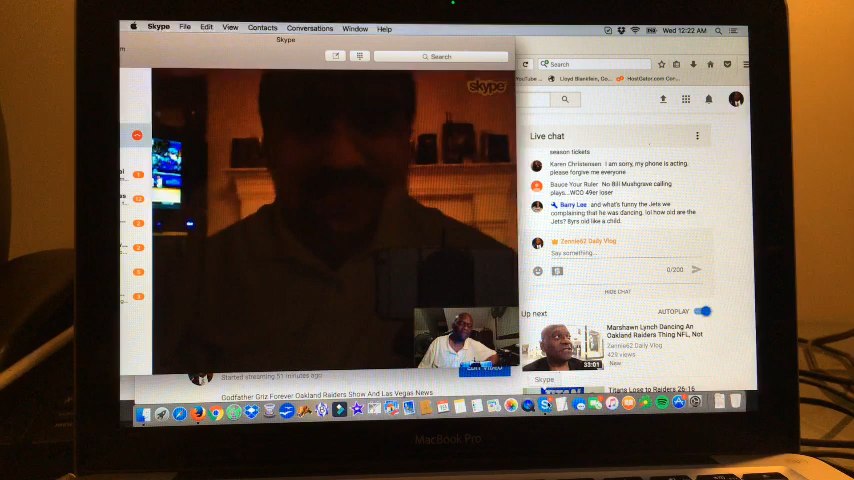 Skype File Edit View Contacts Conversations Window Help
Wed 12:22 AM
Skype
Search
Search
skype
YouTube ...
Lloyd Blankfein, Go...
HostGator.com Con...
Live chat
season tickets
Karen Christensen I am sorry, my phone is acting,
please forgive me everyone
Bauce Your Ruler No Bill Musgrave calling
plays...WCO 49er loser
Barry Lee and what's funny the Jets we
complaining that he was dancing. lol how old are the
Jets? 8yrs old like a child.
Zennie62 Daily Vlog
Say something...
0/200
HIDE CHAT
Up next
AUTOPLAY
Marshawn Lynch Dancing An
Oakland Raiders Thing NFL, Not
Zennie62 Daily Vlog
429 views
New
33:01
Skype
TITAN
Titans Lose to Raiders 26-16
EDIT VIDEO
Started streaming 51 minutes ago
Godfather Griz Forever Oakland Raiders Show And Las Vegas News
MacBook Pro